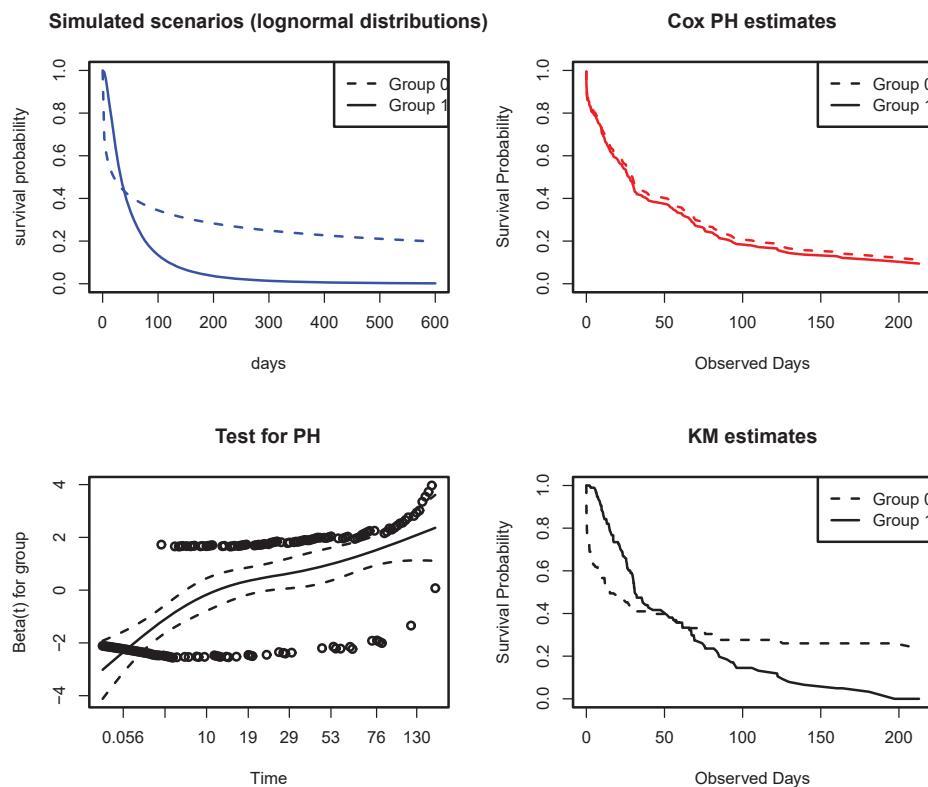 Simulated scenarios (lognormal distributions)
survival probability
1.0
0.8
0.6
0.4
0.2
0.0
Group 0
Group 1
0 100 200 300 400 500 600
days
Cox PH estimates
Survival Probability
1.0
0.8
0.6
0.4
0.2
0.0
Group 0
Group 1
0 50 100 150 200
Observed Days
Test for PH
Beta(t) for group
4
2
0
−2
−4
0.056 10 19 29 53 76 130
Time
KM estimates
Survival Probability
1.0
0.8
0.6
0.4
0.2
0.0
Group 0
Group 1
0 50 100 150 200
Observed Days